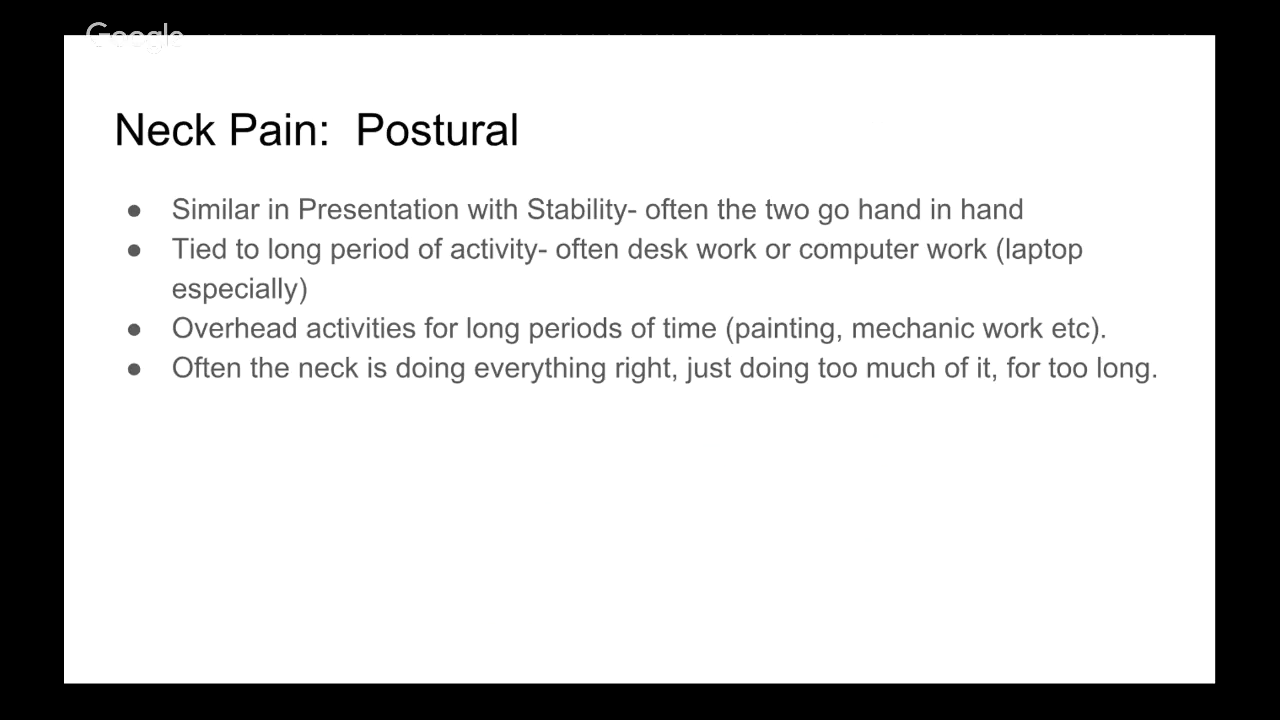 Google
Neck Pain:  Postural
● Similar in Presentation with Stability- often the two go hand in hand
● Tied to long period of activity- often desk work or computer work (laptop
especially)
● Overhead activities for long periods of time (painting, mechanic work etc).
● Often the neck is doing everything right, just doing too much of it, for too long.